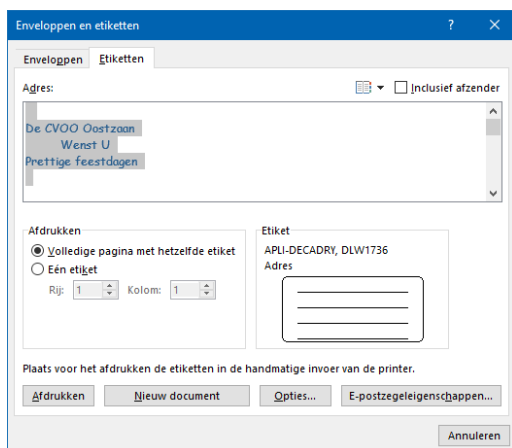 Enveloppen en etiketten
?
Enveloppen
Etiketten
Adres:
Inclusief afzender
De CVOO Oostzaan
Wenst U
Prettige feestdagen
Afdrukken
Volledige pagina met hetzelfde etiket
Eén etiket
Rij: 1 Kolom: 1
Etiket
APLI-DECADRY, DLW1736
Adres
Plaats voor het afdrukken de etiketten in de handmatige invoer van de printer.
Afdrukken
Nieuw document
Opties...
E-postzegeleigenschappen...
Annuleren